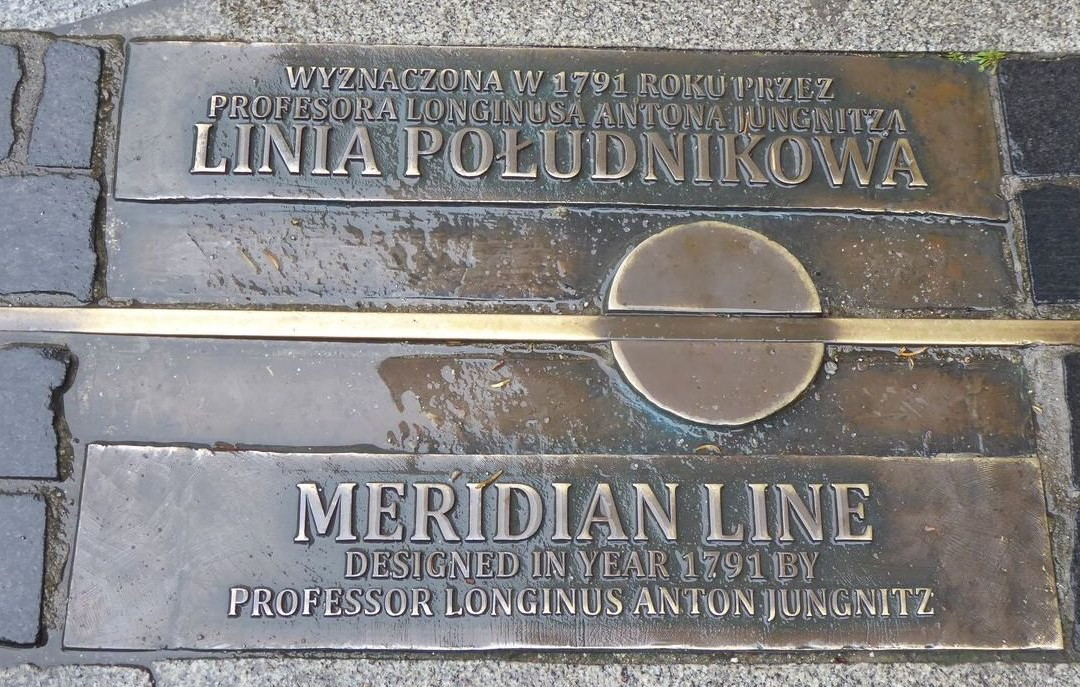 WYZNACZONA W 1791 ROKU PRZEZ
PROFESORA LONGINUSA ANTONA JUNGNITZA
LINIA POŁUDNIKOWA
MERIDIAN LINE
DESIGNED IN YEAR 1791 BY
PROFESSOR LONGINUS ANTON JUNGNITZ